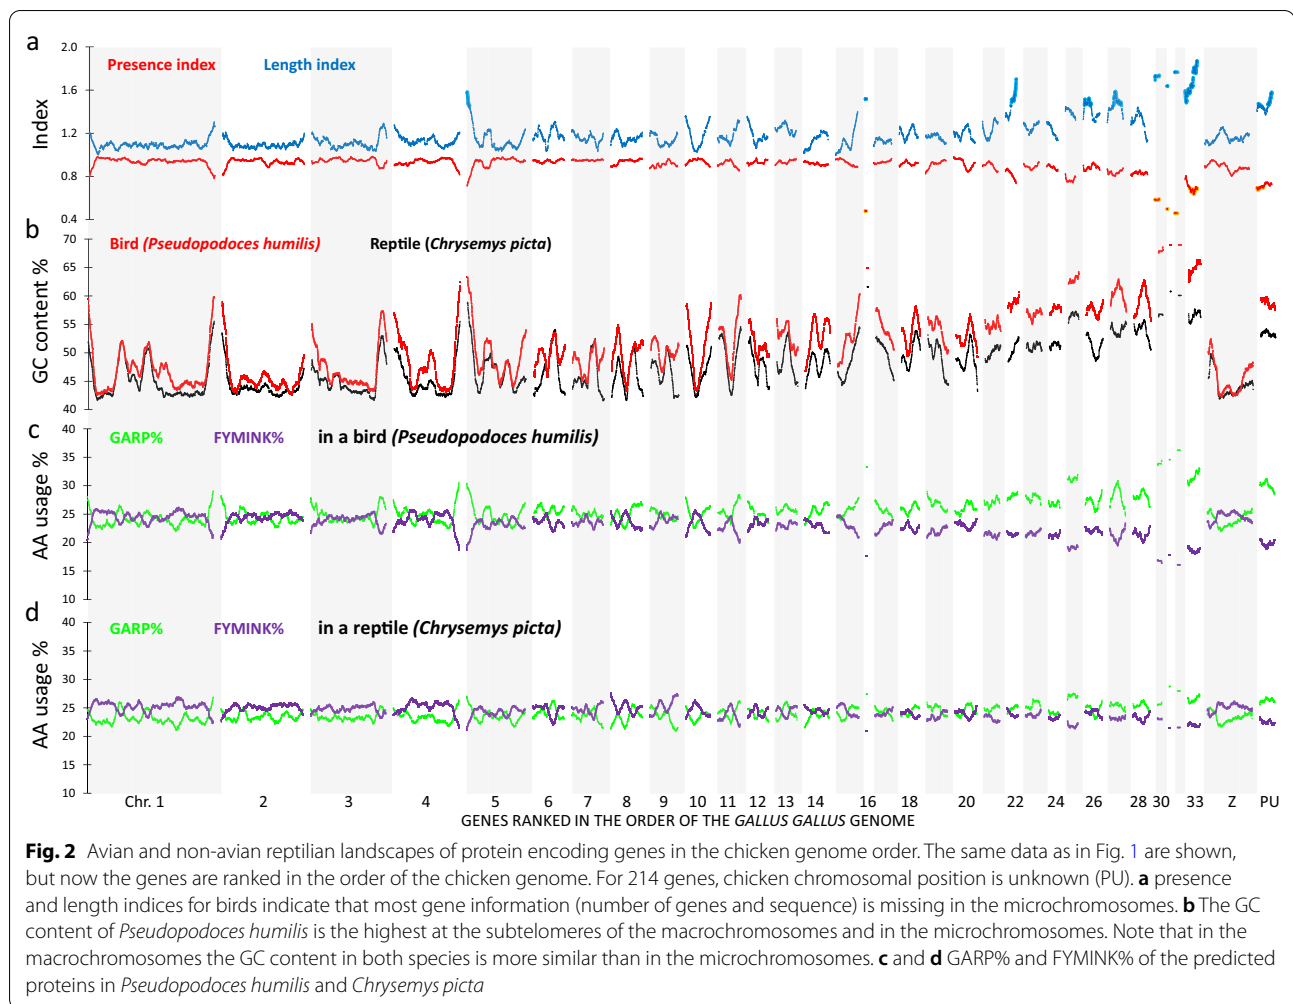 a
2.0
1.6
1.2
0.8
0.4
Index
Presence index
Length index
b
70
65
60
55
50
45
40
GC content %
Bird (Pseudopodoces humilis)
Reptile (Chrysemys picta)
c
40
35
30
25
20
15
10
AA usage %
GARP%
FYMINK%
in a bird (Pseudopodoces humilis)
d
40
35
30
25
20
15
10
AA usage %
GARP%
FYMINK%
in a reptile (Chrysemys picta)
Chr. 1 2 3 4 5 6 7 8 9 10 11 12 13 14 16 18 20 22 24 26 28 30 33 Z PU
GENES RANKED IN THE ORDER OF THE GALLUS GALLUS GENOME
Fig. 2 Avian and non-avian reptilian landscapes of protein encoding genes in the chicken genome order. The same data as in Fig. 1 are shown,
but now the genes are ranked in the order of the chicken genome. For 214 genes, chicken chromosomal position is unknown (PU). a presence
and length indices for birds indicate that most gene information (number of genes and sequence) is missing in the microchromosomes. b The GC
content of Pseudopodoces humilis is the highest at the subtelomeres of the macrochromosomes and in the microchromosomes. Note that in the
macrochromosomes the GC content in both species is more similar than in the microchromosomes. c and d GARP% and FYMINK% of the predicted
proteins in Pseudopodoces humilis and Chrysemys picta